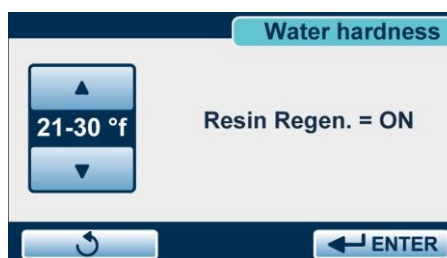 Water hardness
21-30 °f
Resin Regen. = ON
ENTER